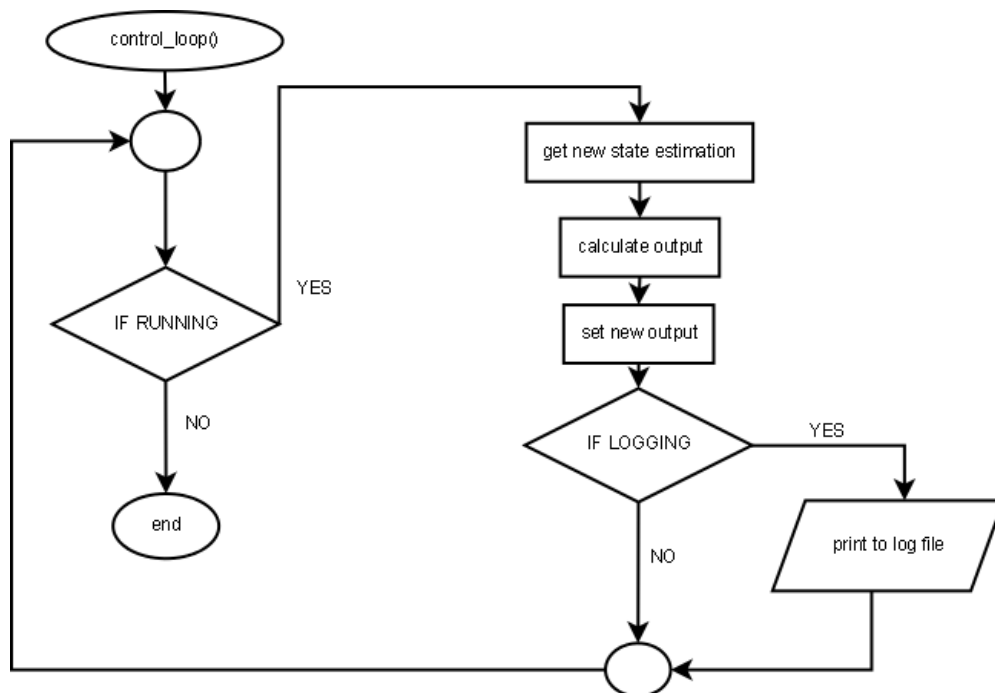 control_loop()
get new state estimation
calculate output
YES
IF RUNNING
set new output
NO
IF LOGGING
YES
end
print to log file
NO